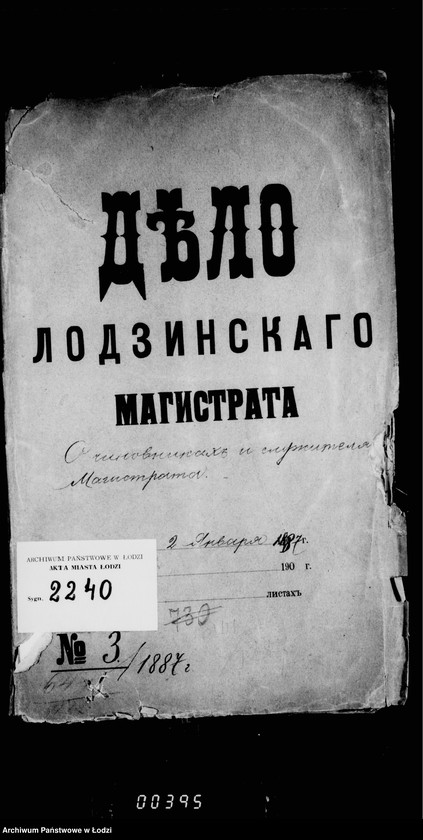 ДѢЛО
ЛОДЗИНСКАГО
МАГИСТРАТА
О чиновникахъ и служителя
Магистрата.
2 Января 1887 г.
ARCHIWUM PAŃSTWOWE W ŁODZI
AKTA MIASTA ŁODZI
Sygn. 2240
190 г.
листахъ
730
№ 3/1887 г
00395
Archiwum Państwowe w Łodzi